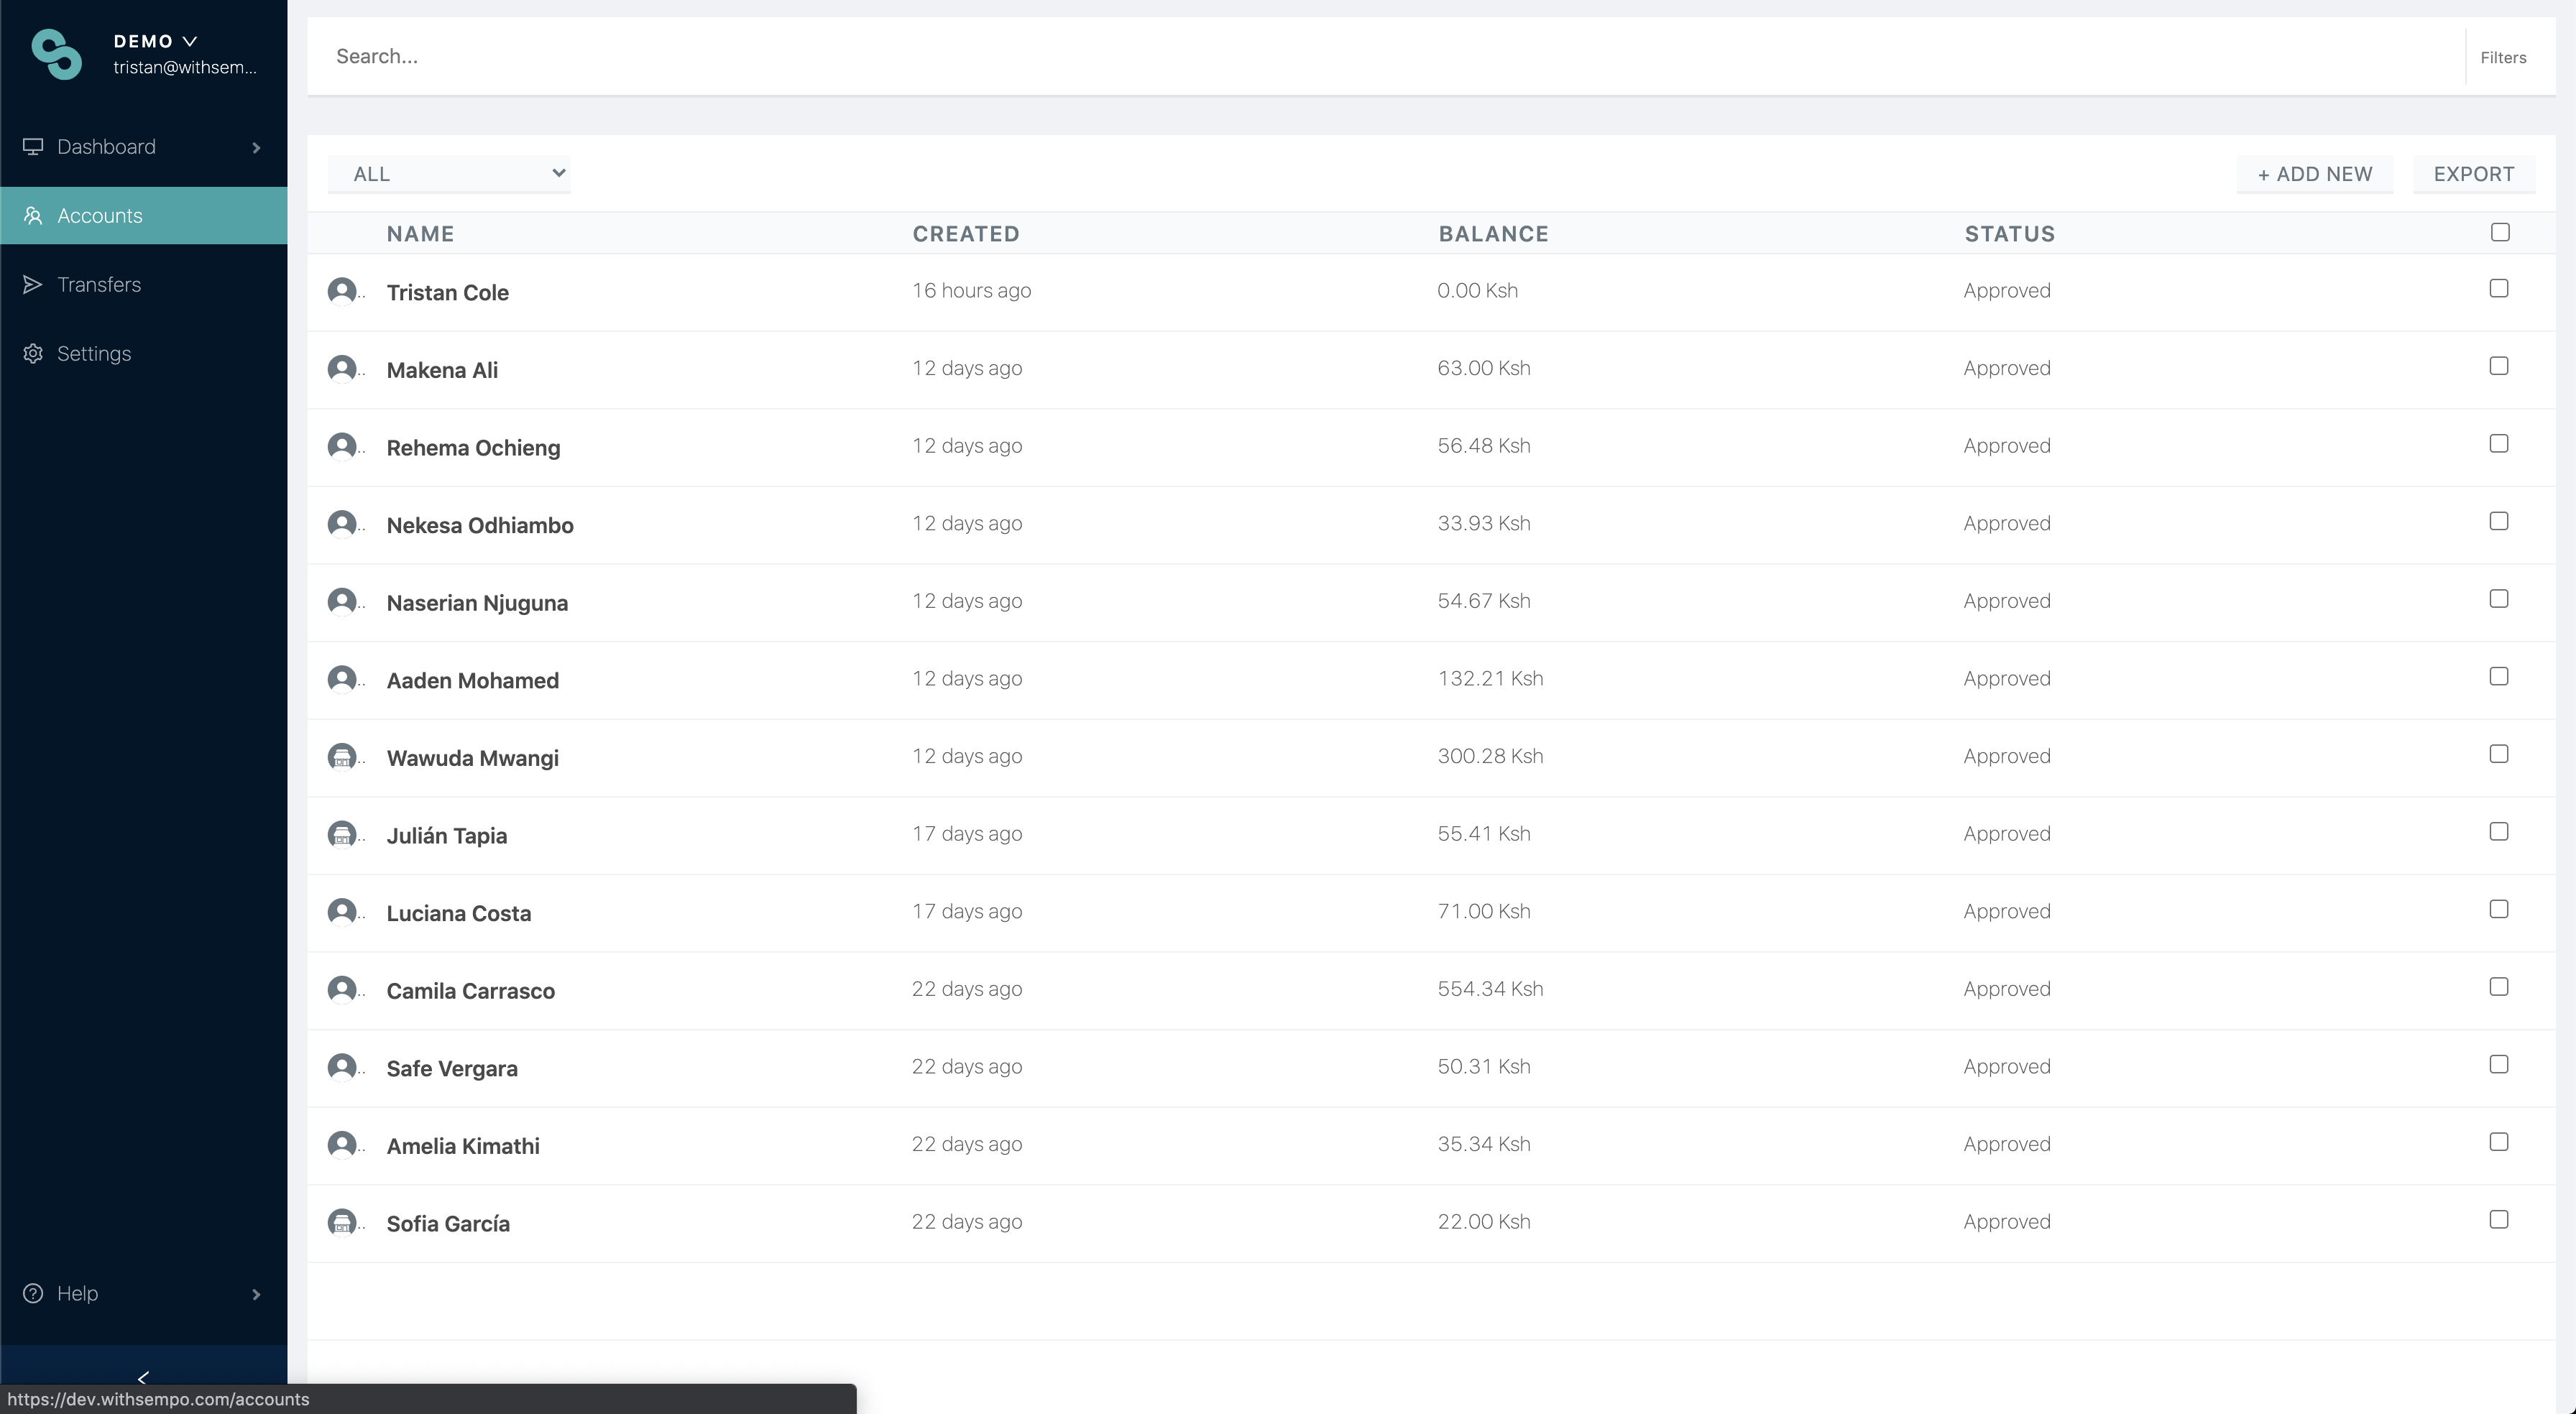 DEMO
tristan@withsem...
Dashboard
Accounts
Transfers
Settings
Help
Search...
Filters
ALL
+ ADD NEW
EXPORT
NAME CREATED BALANCE STATUS
Tristan Cole 16 hours ago 0.00 Ksh Approved
Makena Ali 12 days ago 63.00 Ksh Approved
Rehema Ochieng 12 days ago 56.48 Ksh Approved
Nekesa Odhiambo 12 days ago 33.93 Ksh Approved
Naserian Njuguna 12 days ago 54.67 Ksh Approved
Aaden Mohamed 12 days ago 132.21 Ksh Approved
Wawuda Mwangi 12 days ago 300.28 Ksh Approved
Julián Tapia 17 days ago 55.41 Ksh Approved
Luciana Costa 17 days ago 71.00 Ksh Approved
Camila Carrasco 22 days ago 554.34 Ksh Approved
Safe Vergara 22 days ago 50.31 Ksh Approved
Amelia Kimathi 22 days ago 35.34 Ksh Approved
Sofia García 22 days ago 22.00 Ksh Approved
https://dev.withsempo.com/accounts